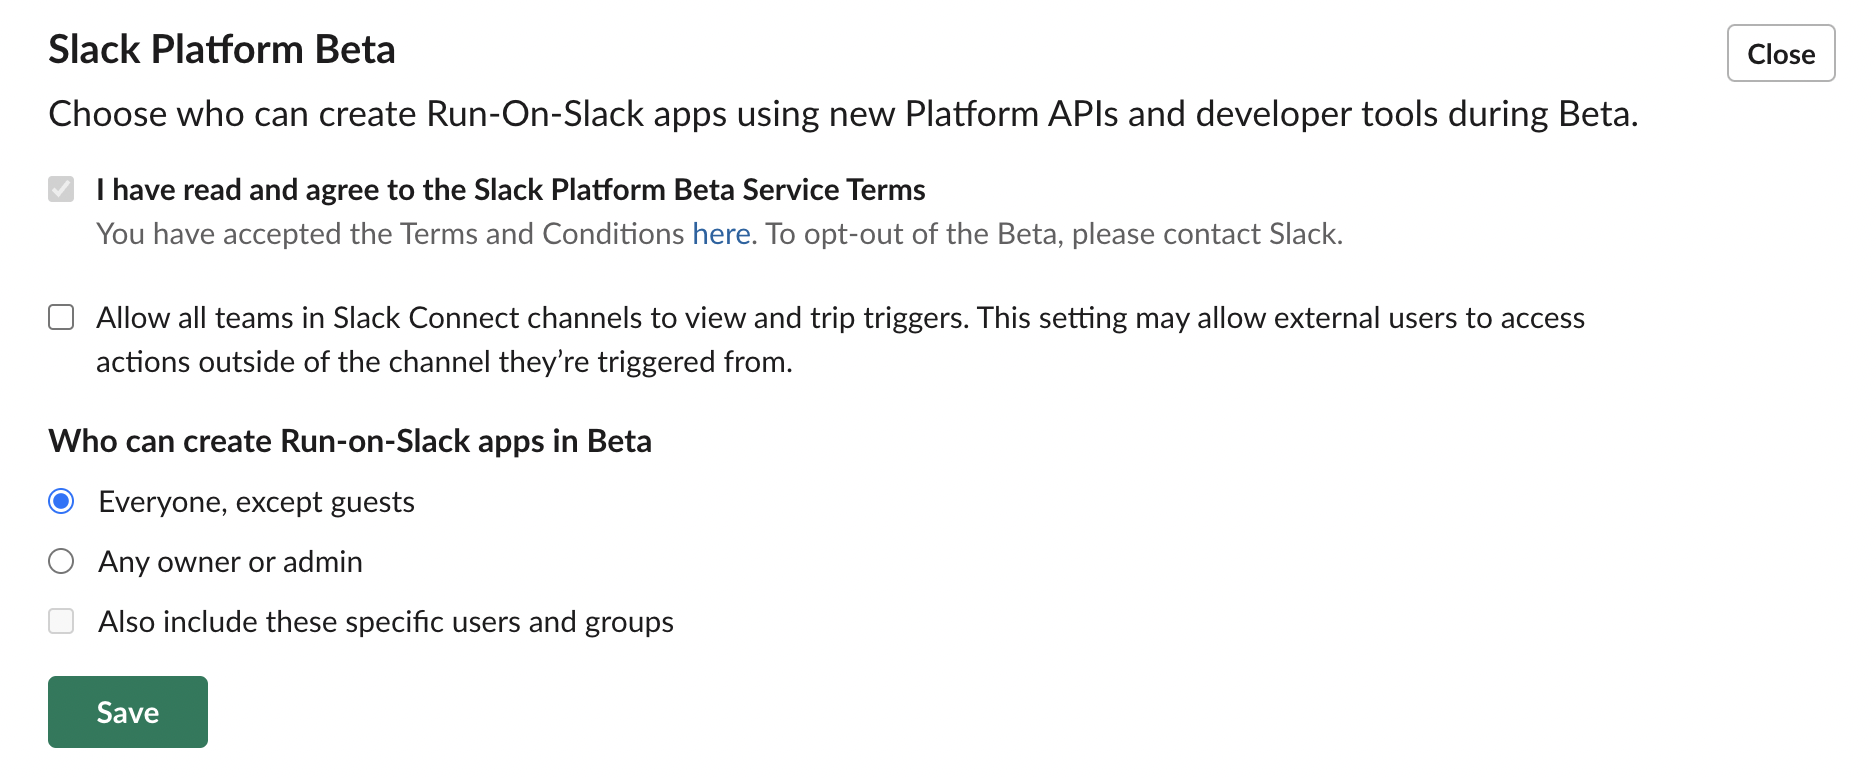 Slack Platform Beta
Close
Choose who can create Run-On-Slack apps using new Platform APIs and developer tools during Beta.
I have read and agree to the Slack Platform Beta Service Terms
You have accepted the Terms and Conditions here. To opt-out of the Beta, please contact Slack.
Allow all teams in Slack Connect channels to view and trip triggers. This setting may allow external users to access
actions outside of the channel they’re triggered from.
Who can create Run-on-Slack apps in Beta
Everyone, except guests
Any owner or admin
Also include these specific users and groups
Save